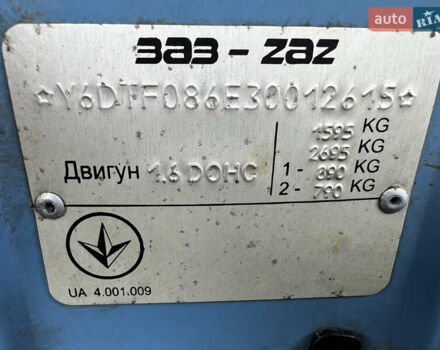 auto RIA
ЗАЗ - ZAZ
☆Y6DTF086E30012615☆
1595 KG
2695 KG
Двигун 1.6 DOHC 1 - 890 KG
2 - 790 KG
UA 4.001.009